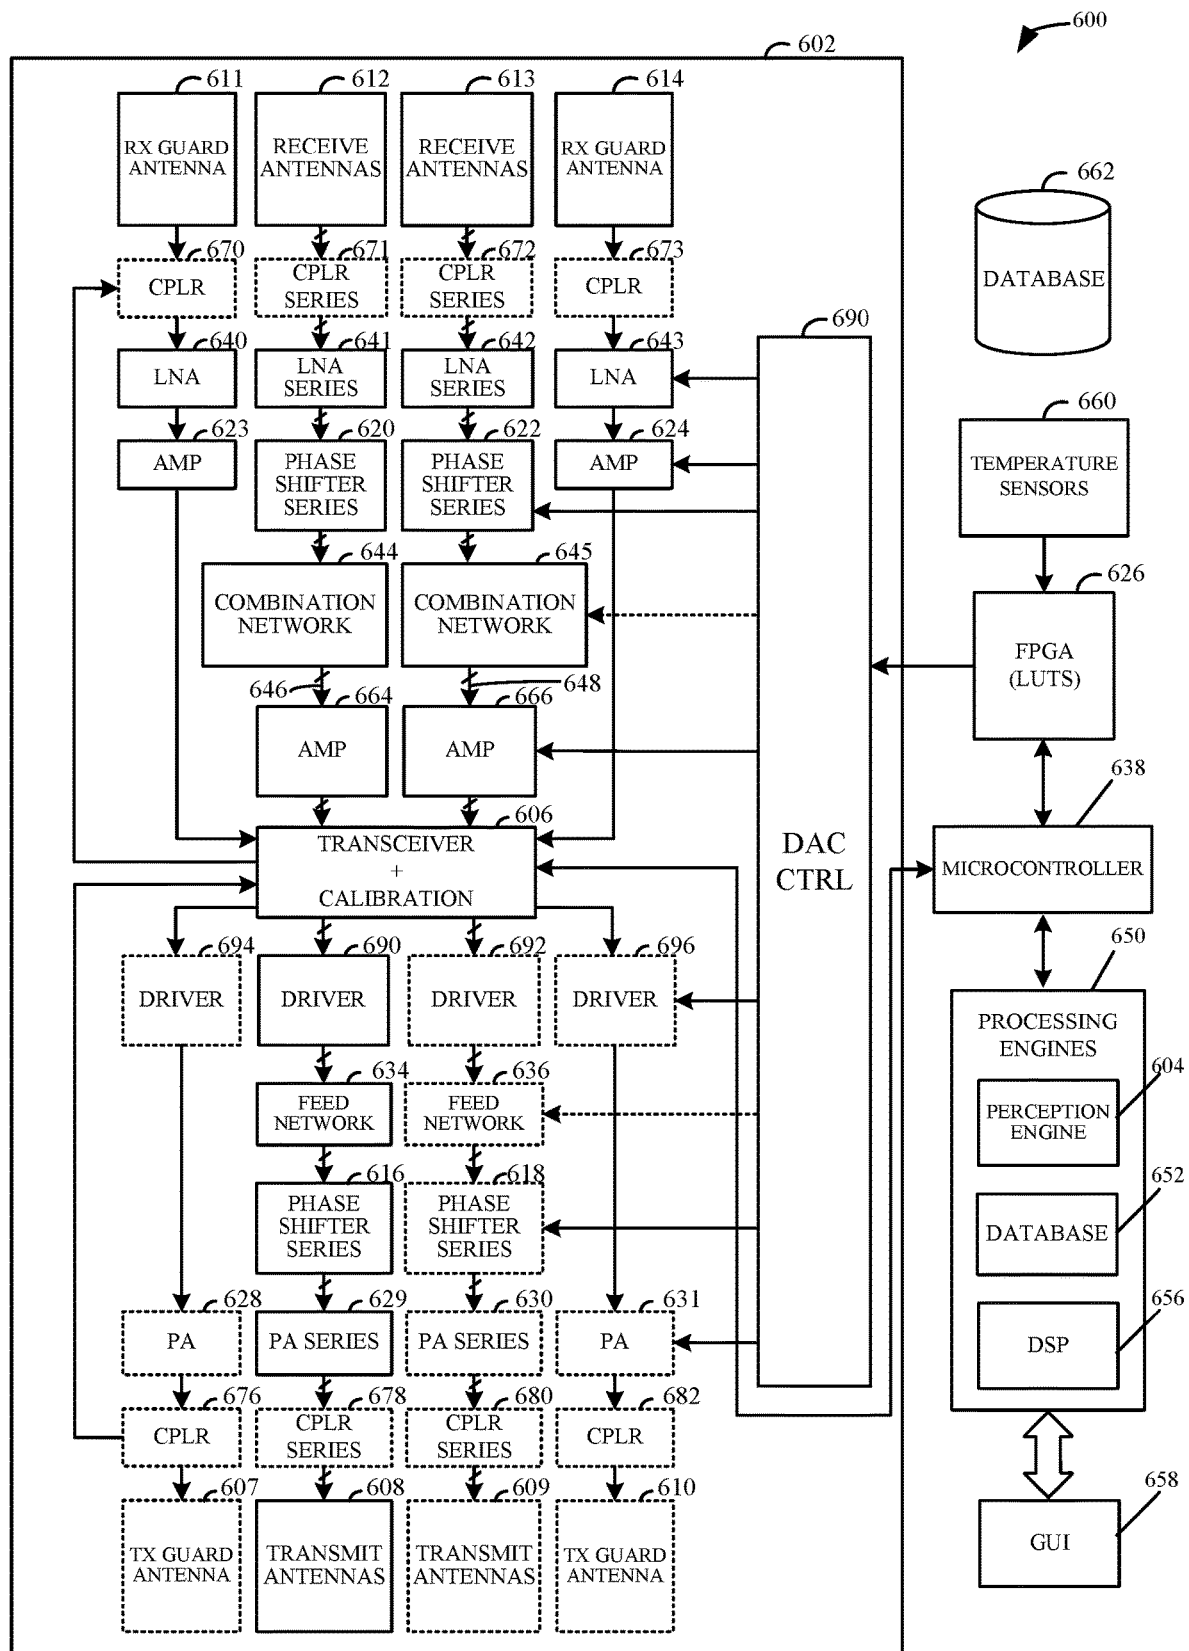 600
602
611
612
613
614
RX GUARD
ANTENNA
RECEIVE
ANTENNAS
RECEIVE
ANTENNAS
RX GUARD
ANTENNA
662
DATABASE
670
671
672
673
CPLR
CPLR
SERIES
CPLR
SERIES
CPLR
690
640
641
642
643
LNA
LNA
SERIES
LNA
SERIES
LNA
660
TEMPERATURE
SENSORS
623
620
622
624
AMP
PHASE
SHIFTER
SERIES
PHASE
SHIFTER
SERIES
AMP
644
645
COMBINATION
NETWORK
COMBINATION
NETWORK
626
FPGA
(LUTS)
646
664
648
666
AMP
AMP
638
MICROCONTROLLER
606
TRANSCEIVER
+
CALIBRATION
DAC
CTRL
694
690
692
696
DRIVER
DRIVER
DRIVER
DRIVER
650
PROCESSING
ENGINES
634
636
FEED
NETWORK
FEED
NETWORK
604
PERCEPTION
ENGINE
616
618
PHASE
SHIFTER
SERIES
PHASE
SHIFTER
SERIES
652
DATABASE
628
629
630
631
PA
PA SERIES
PA SERIES
PA
656
DSP
676
678
680
682
CPLR
CPLR
SERIES
CPLR
SERIES
CPLR
607
608
609
610
TX GUARD
ANTENNA
TRANSMIT
ANTENNAS
TRANSMIT
ANTENNAS
TX GUARD
ANTENNA
658
GUI